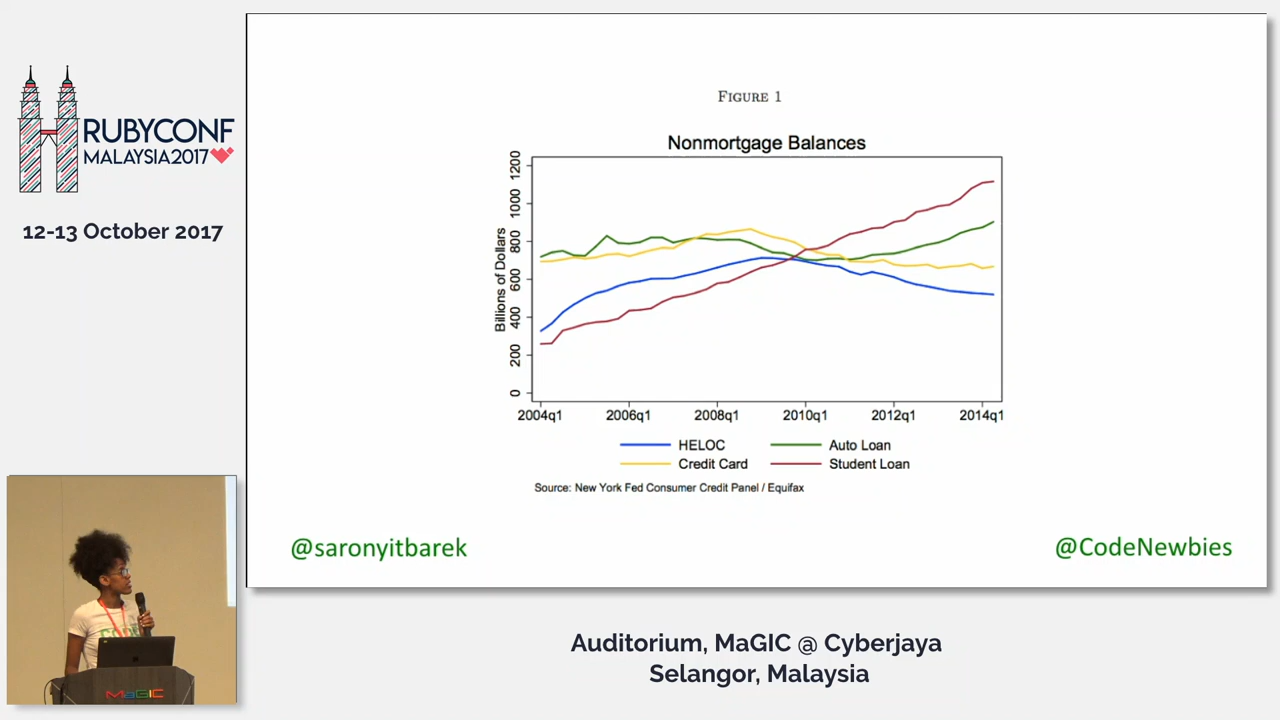 RUBYCONF
MALAYSIA2017
12-13 October 2017
FIGURE 1
Nonmortgage Balances
Billions of Dollars
1200
1000
800
600
400
200
0
2004q1 2006q1 2008q1 2010q1 2012q1 2014q1
HELOC Auto Loan
Credit Card Student Loan
Source: New York Fed Consumer Credit Panel / Equifax
@saronyitbarek @CodeNewbies
MaGIC
Auditorium, MaGIC @ Cyberjaya
Selangor, Malaysia